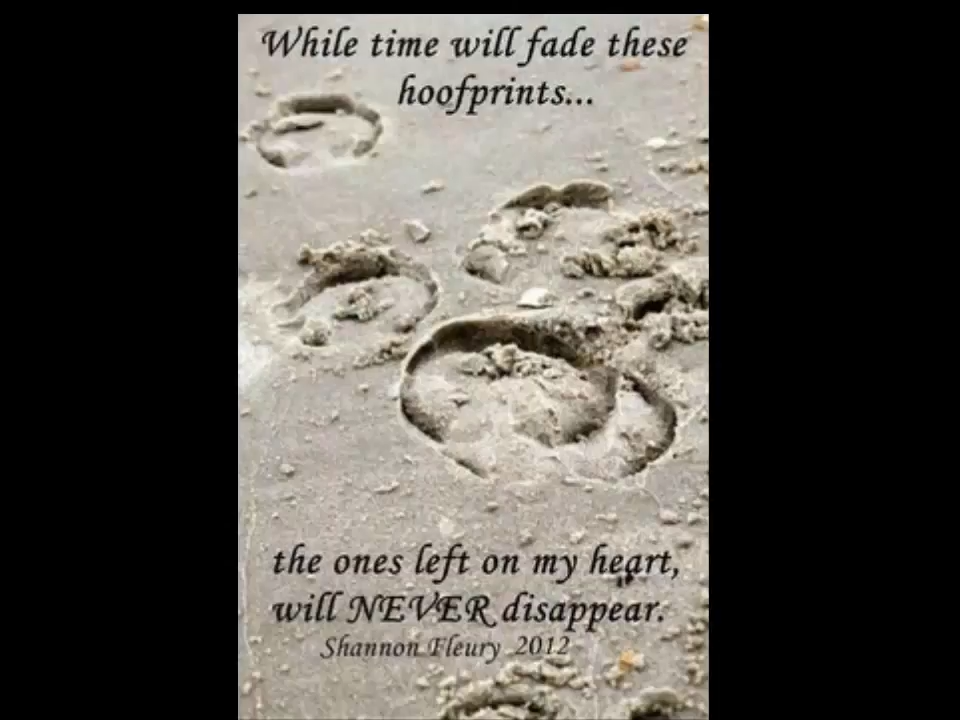 While time will fade these
hoofprints...
the ones left on my heart,
will NEVER disappear.
Shannon Fleury 2012